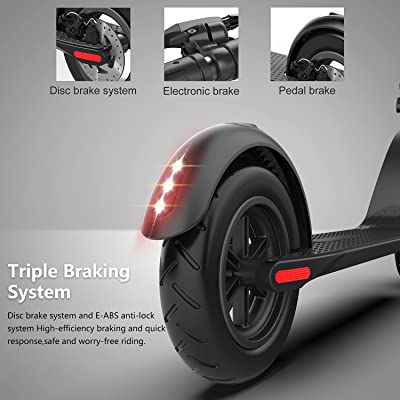 Disc brake system
Electronic brake
Pedal brake
Triple Braking
System
Disc brake system and E-ABS anti-lock
system High-efficiency braking and quick
response,safe and worry-free riding.